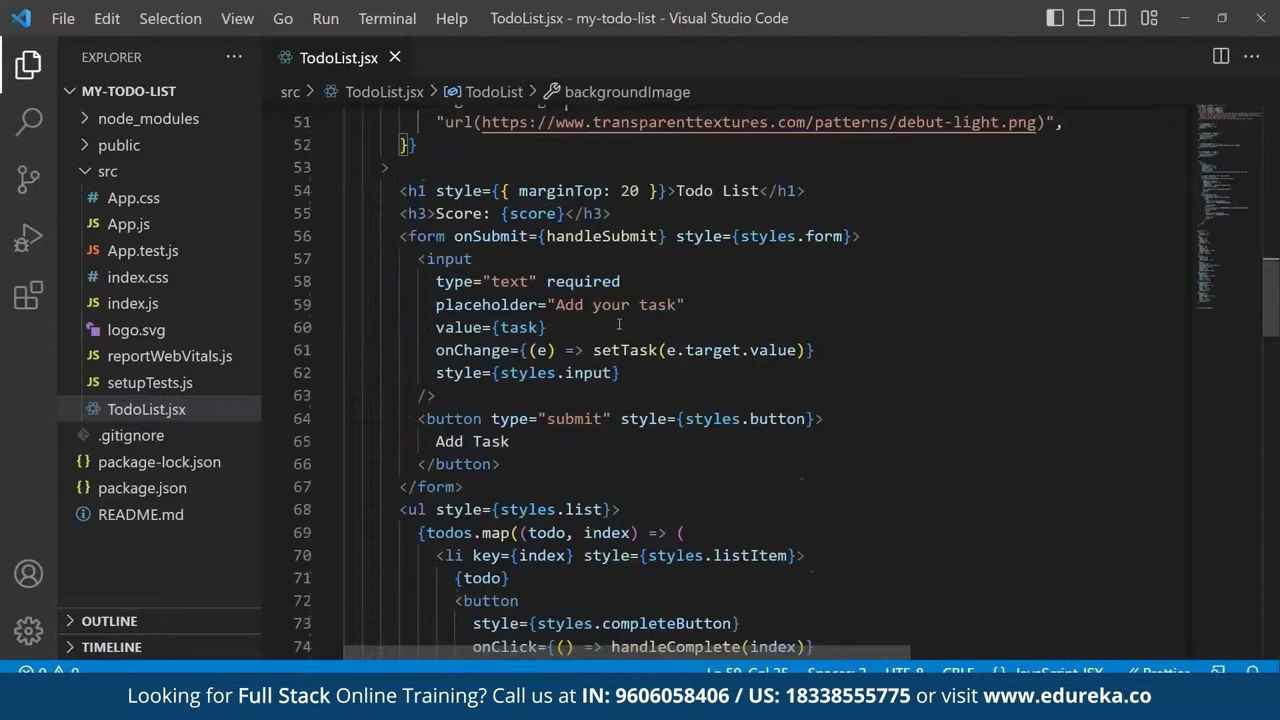 File Edit Selection View Go Run Terminal Help TodoList.jsx - my-todo-list - Visual Studio Code
EXPLORER
TodoList.jsx
MY-TODO-LIST
node_modules
public
src
App.css
App.js
App.test.js
index.css
index.js
logo.svg
reportWebVitals.js
setupTests.js
TodoList.jsx
.gitignore
package-lock.json
package.json
README.md
OUTLINE
TIMELINE
src > TodoList.jsx > TodoList > backgroundImage
51 "url(https://www.transparenttextures.com/patterns/debut-light.png)",
52 }}
53 >
54 <h1 style={{ marginTop: 20 }}>Todo List</h1>
55 <h3>Score: {score}</h3>
56 <form onSubmit={handleSubmit} style={styles.form}>
57 <input
58 type="text" required
59 placeholder="Add your task"
60 value={task}
61 onChange={(e) => setTask(e.target.value)}
62 style={styles.input}
63 />
64 <button type="submit" style={styles.button}>
65 Add Task
66 </button>
67 </form>
68 <ul style={styles.list}>
69 {todos.map((todo, index) => (
70 <li key={index} style={styles.listItem}>
71 {todo}
72 <button
73 style={styles.completeButton}
74 onClick={() => handleComplete(index)}
Looking for Full Stack Online Training? Call us at IN: 9606058406 / US: 18338555775 or visit www.edureka.co